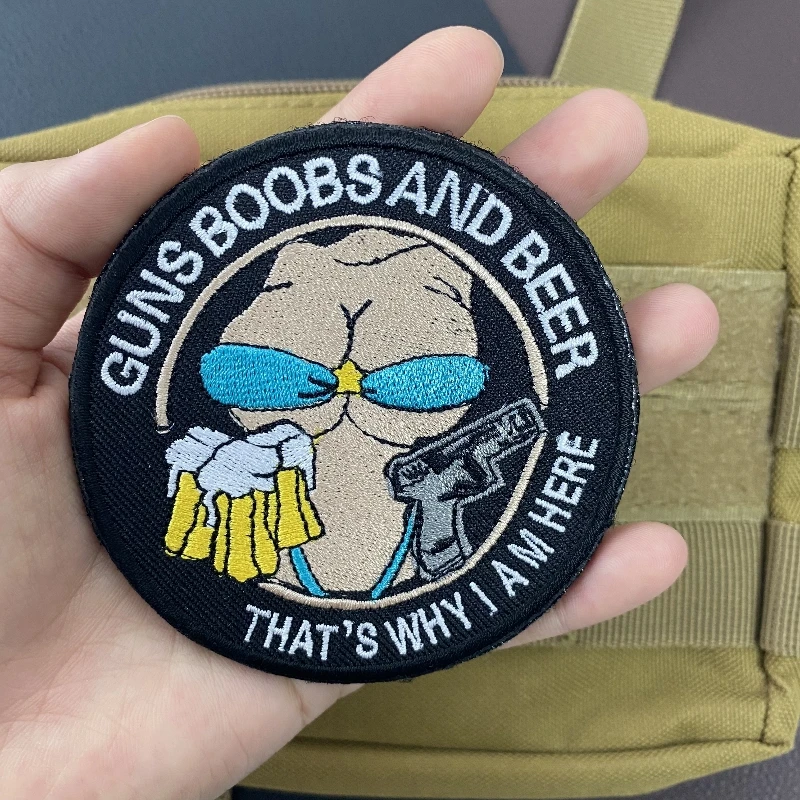 GUNS BOOBS AND BEER
THAT'S WHY I AM HERE